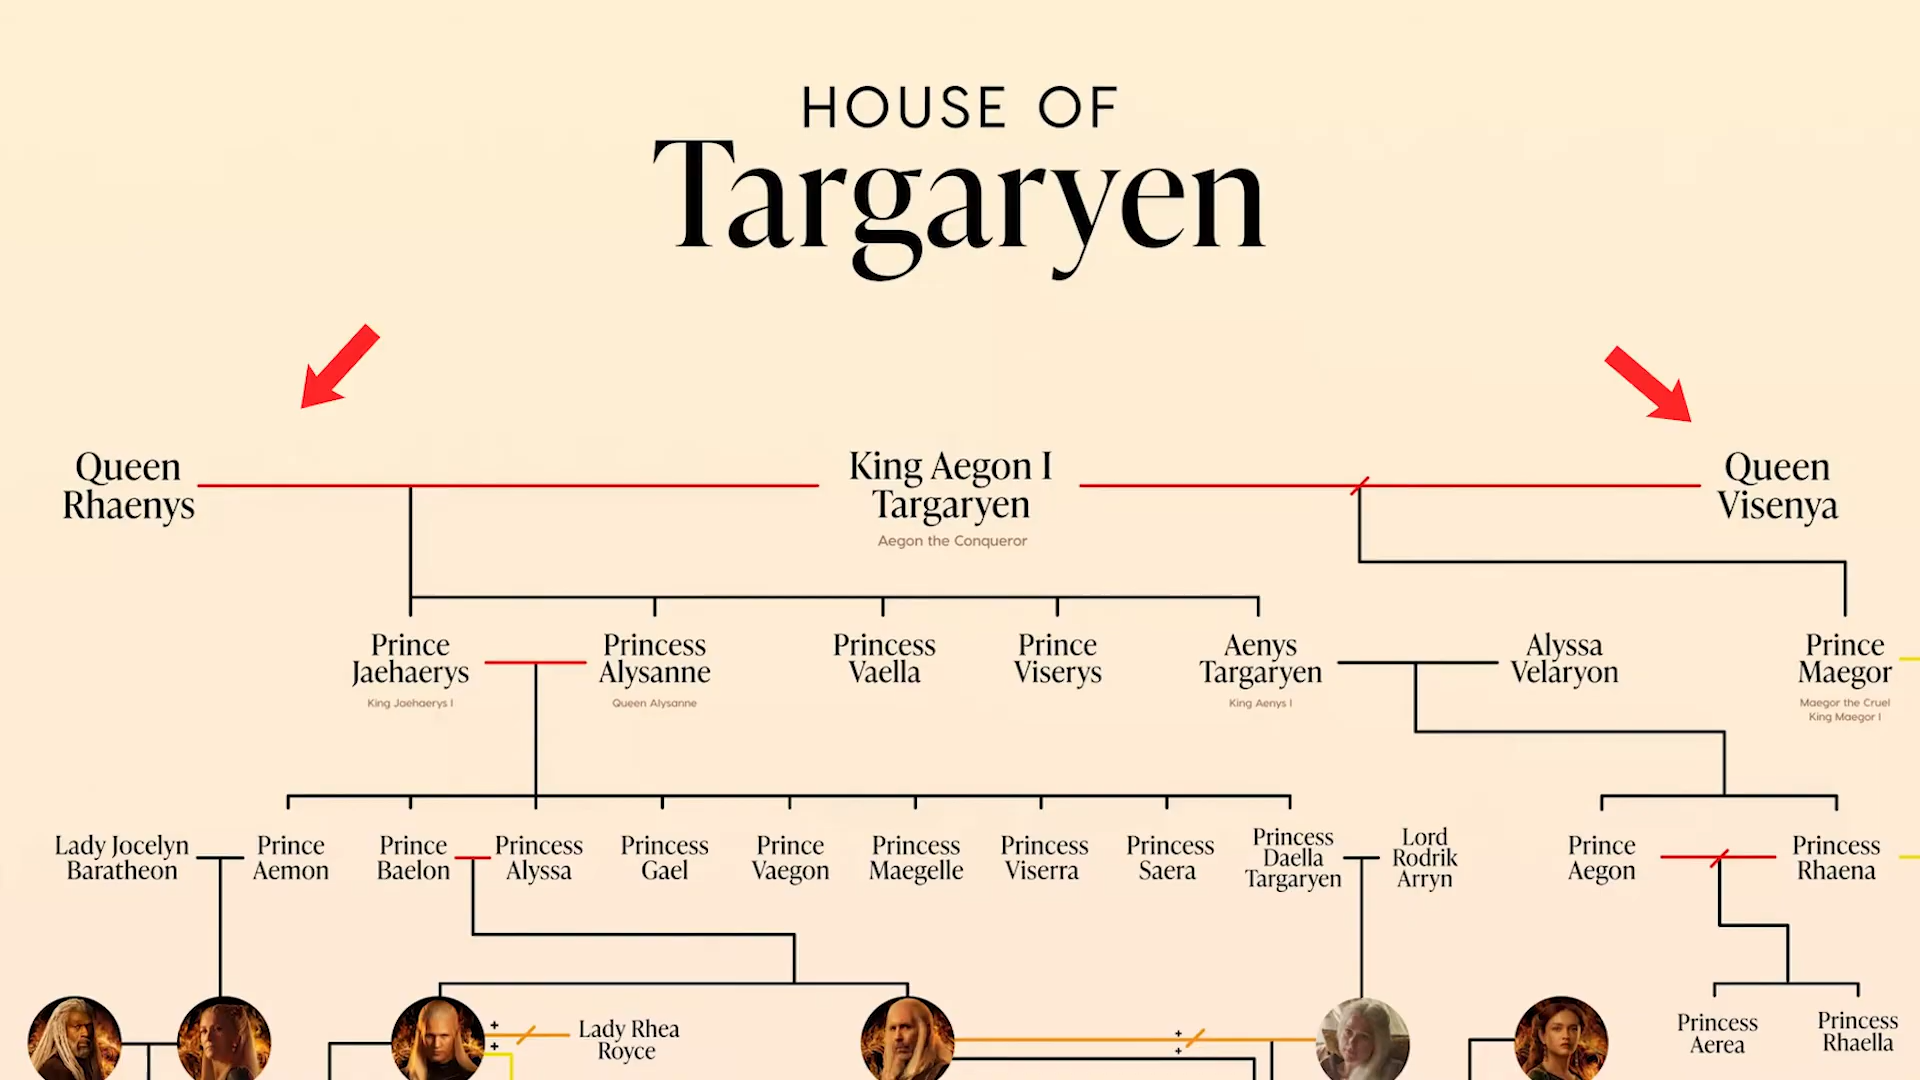 HOUSE OF
Targaryen
Queen
Rhaenys
King Aegon I
Targaryen
Aegon the Conqueror
Queen
Visenya
Prince
Jaehaerys
King Jaehaerys I
Princess
Alysanne
Queen Alysanne
Princess
Vaella
Prince
Viserys
Aenys
Targaryen
King Aenys I
Alyssa
Velaryon
Prince
Maegor
Maegor the Cruel
King Maegor I
Lady Jocelyn
Baratheon
Prince
Aemon
Prince
Baelon
Princess
Alyssa
Princess
Gael
Prince
Vaegon
Princess
Maegelle
Princess
Viserra
Princess
Saera
Princess
Daella
Targaryen
Lord
Rodrik
Arryn
Prince
Aegon
Princess
Rhaena
Lady Rhea
Royce
Princess
Aerea
Princess
Rhaella